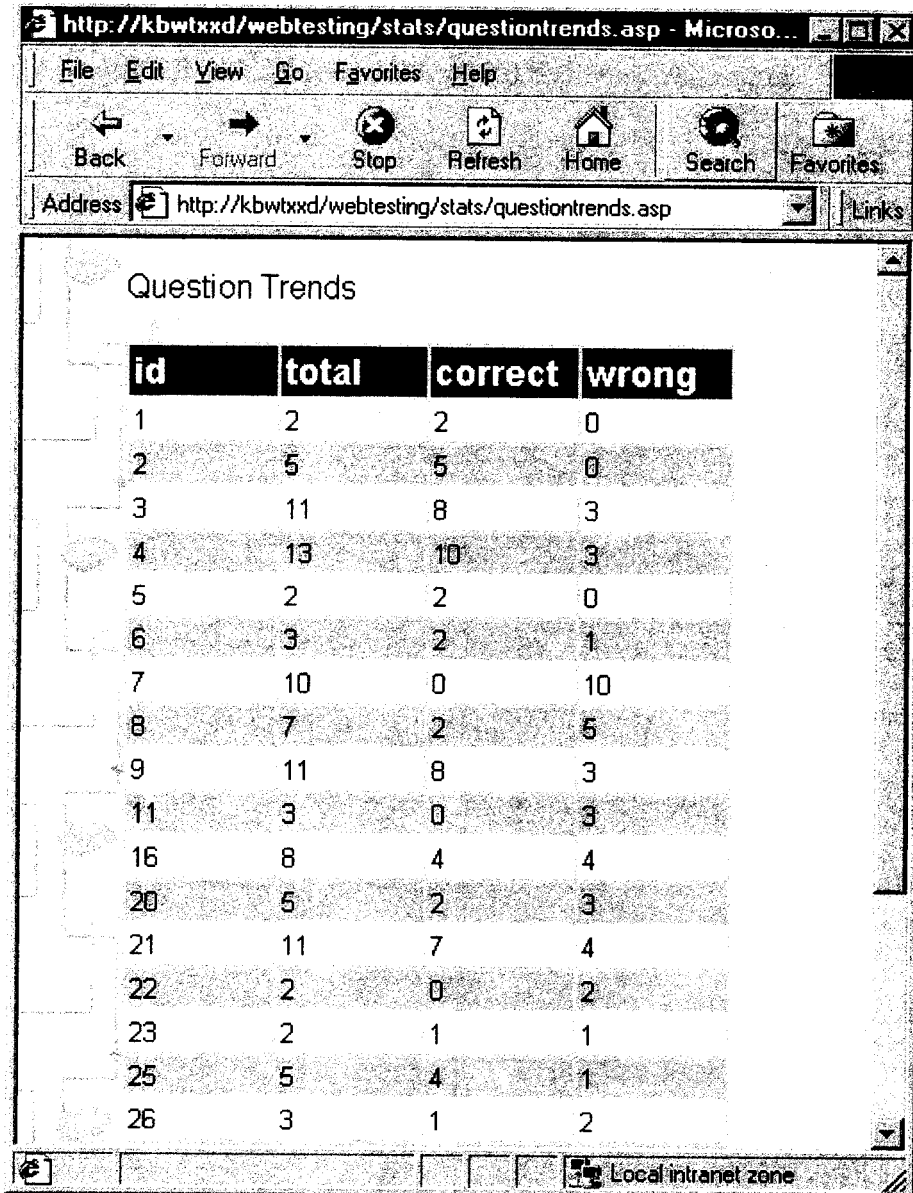 http://kbwtxxd/webtesting/stats/questiontrends.asp - Microso...
File Edit View Go Favorites Help
Back Forward Stop Refresh Home Search Favorites
Address http://kbwtxxd/webtesting/stats/questiontrends.asp Links
Question Trends
id total correct wrong
1 2 2 0
2 5 5 0
3 11 8 3
4 13 10 3
5 2 2 0
6 3 2 1
7 10 0 10
8 7 2 5
9 11 8 3
11 3 0 3
16 8 4 4
20 5 2 3
21 11 7 4
22 2 0 2
23 2 1 1
25 5 4 1
26 3 1 2
Local intranet zone